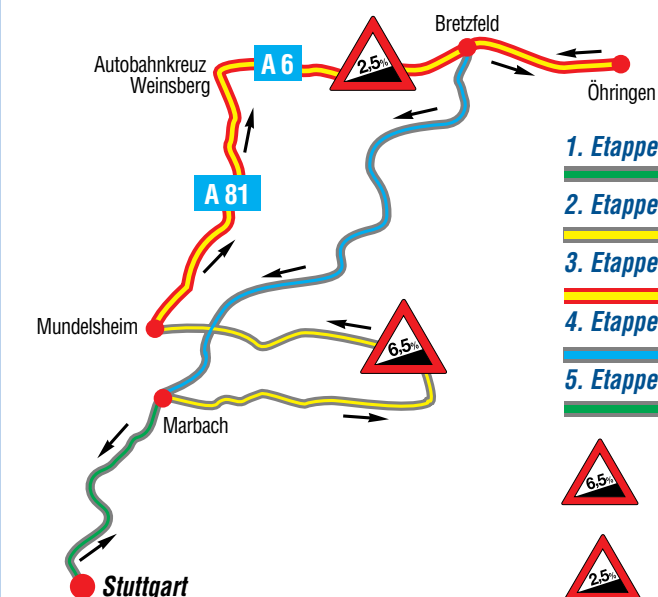 Bretzfeld
Autobahnkreuz
Weinsberg
A 6
2,5%
Öhringen
1. Etappe
A 81
2. Etappe
3. Etappe
Mundelsheim
4. Etappe
6,5%
5. Etappe
Marbach
6,5%
2,5%
Stuttgart